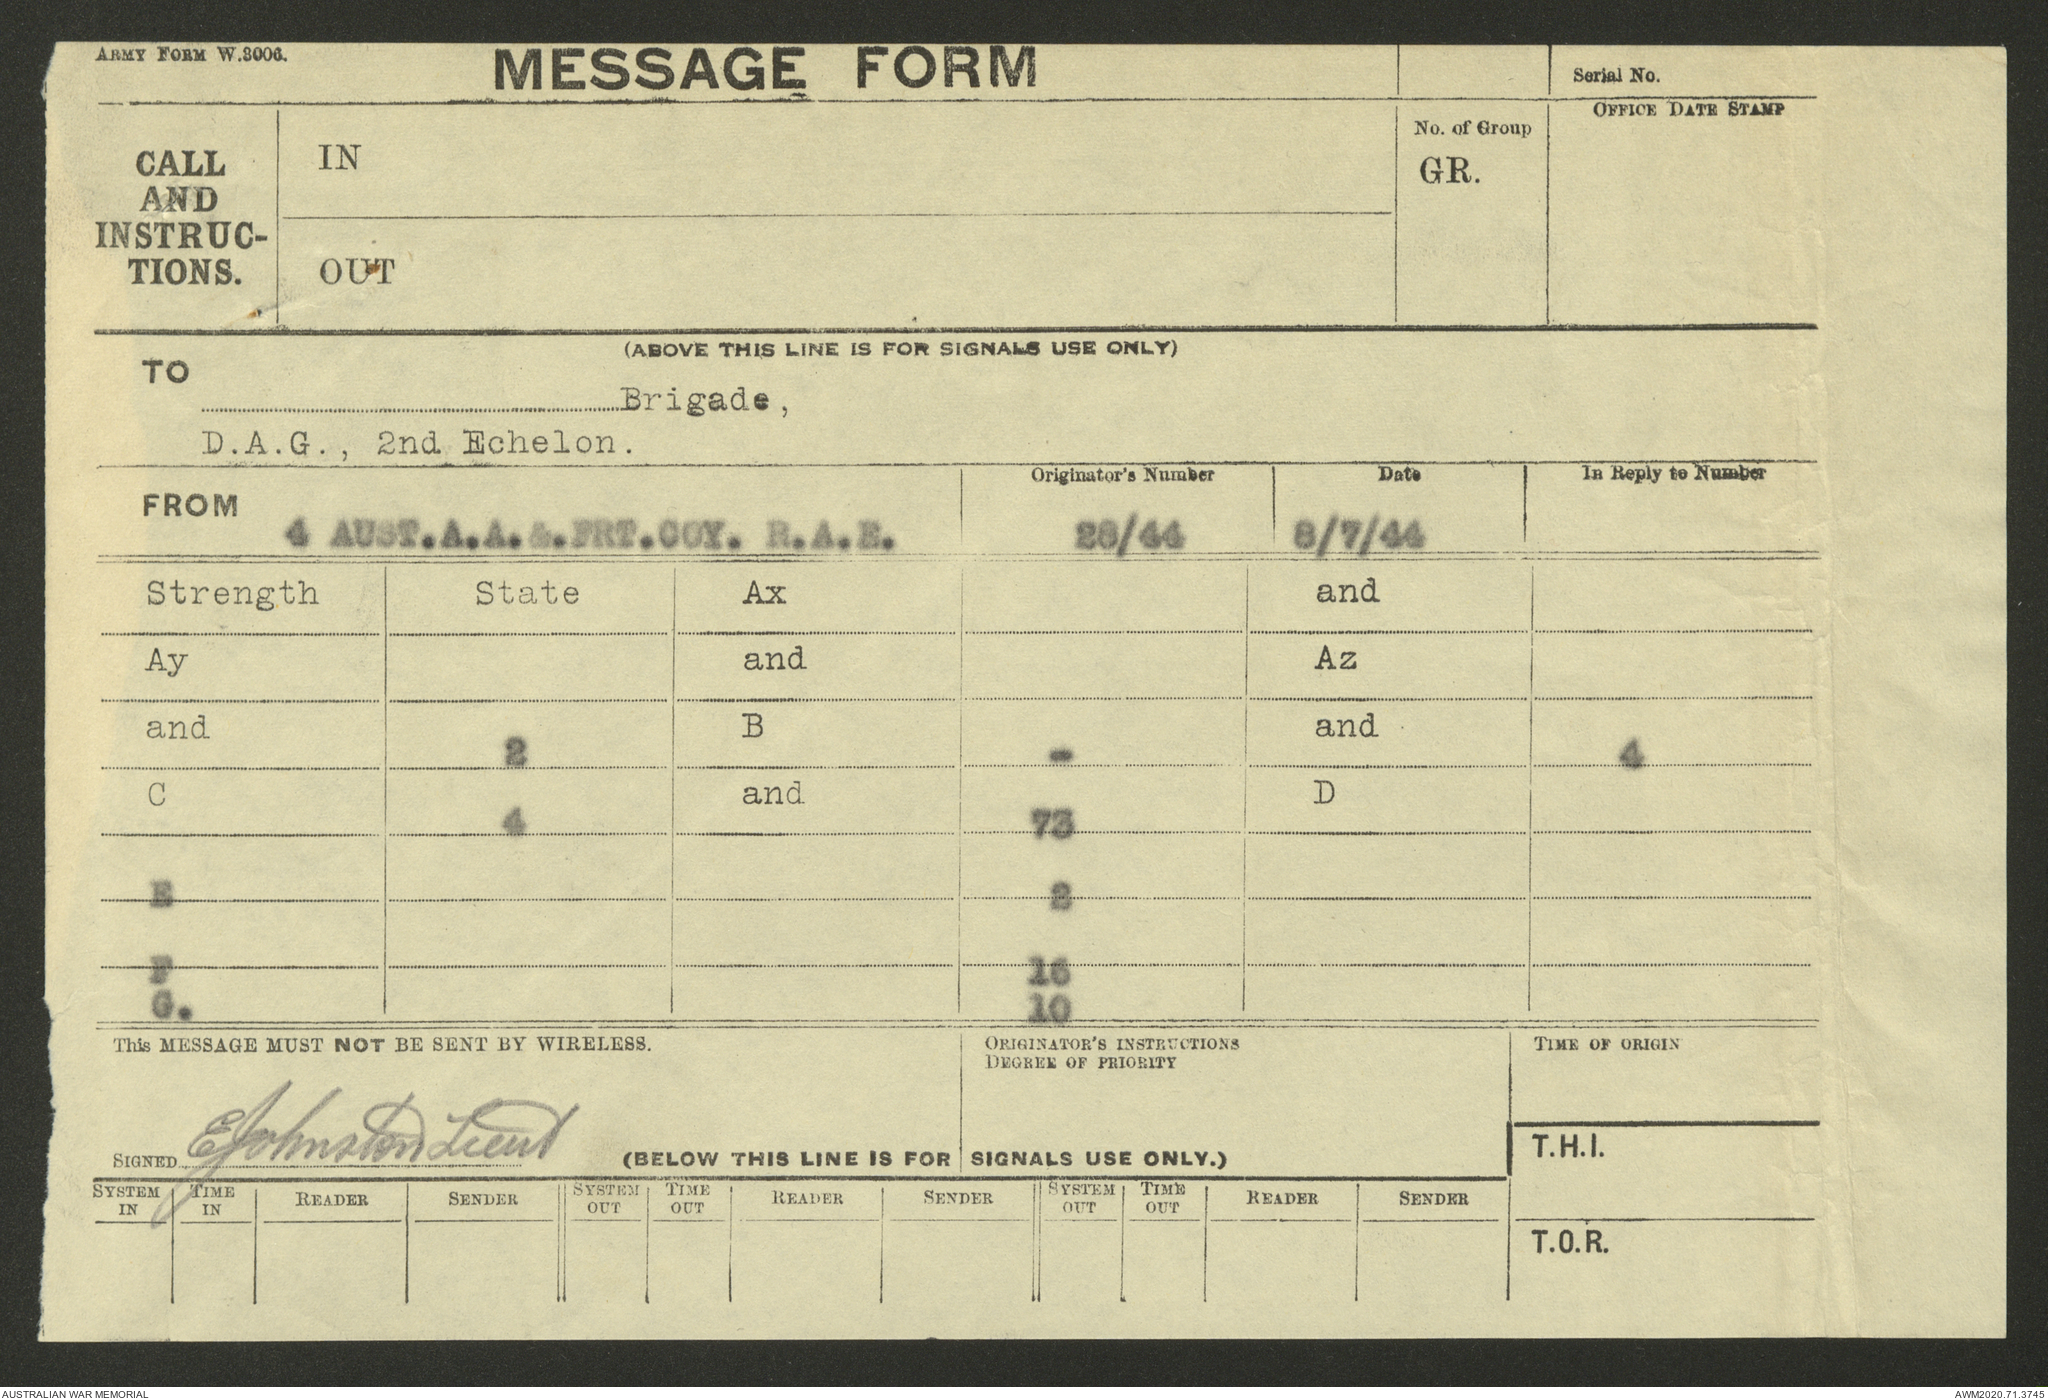 ARMY FORM W.3006.
MESSAGE FORM
Serial No.
CALL AND INSTRUC-TIONS.
IN
OUT
No. of Group
GR.
OFFICE DATE STAMP
(ABOVE THIS LINE IS FOR SIGNALS USE ONLY)
TO
Brigade,
D.A.G., 2nd Echelon.
FROM
4 AUST.A.A.&.FRT.COY. R.A.E.
Originator's Number
28/44
Date
8/7/44
In Reply to Number
Strength State Ax and
Ay and Az
and 2 B - and 4
C 4 and 73 D
E 2
F 16
G. 10
This MESSAGE MUST NOT BE SENT BY WIRELESS.
ORIGINATOR'S INSTRUCTIONS
DEGREE OF PRIORITY
TIME OF ORIGIN
SIGNED EJohnston Lieut
(BELOW THIS LINE IS FOR SIGNALS USE ONLY.)
T.H.I.
SYSTEM IN TIME IN READER SENDER SYSTEM OUT TIME OUT READER SENDER SYSTEM OUT TIME OUT READER SENDER
T.O.R.
AUSTRALIAN WAR MEMORIAL
AWM2020.71.3745